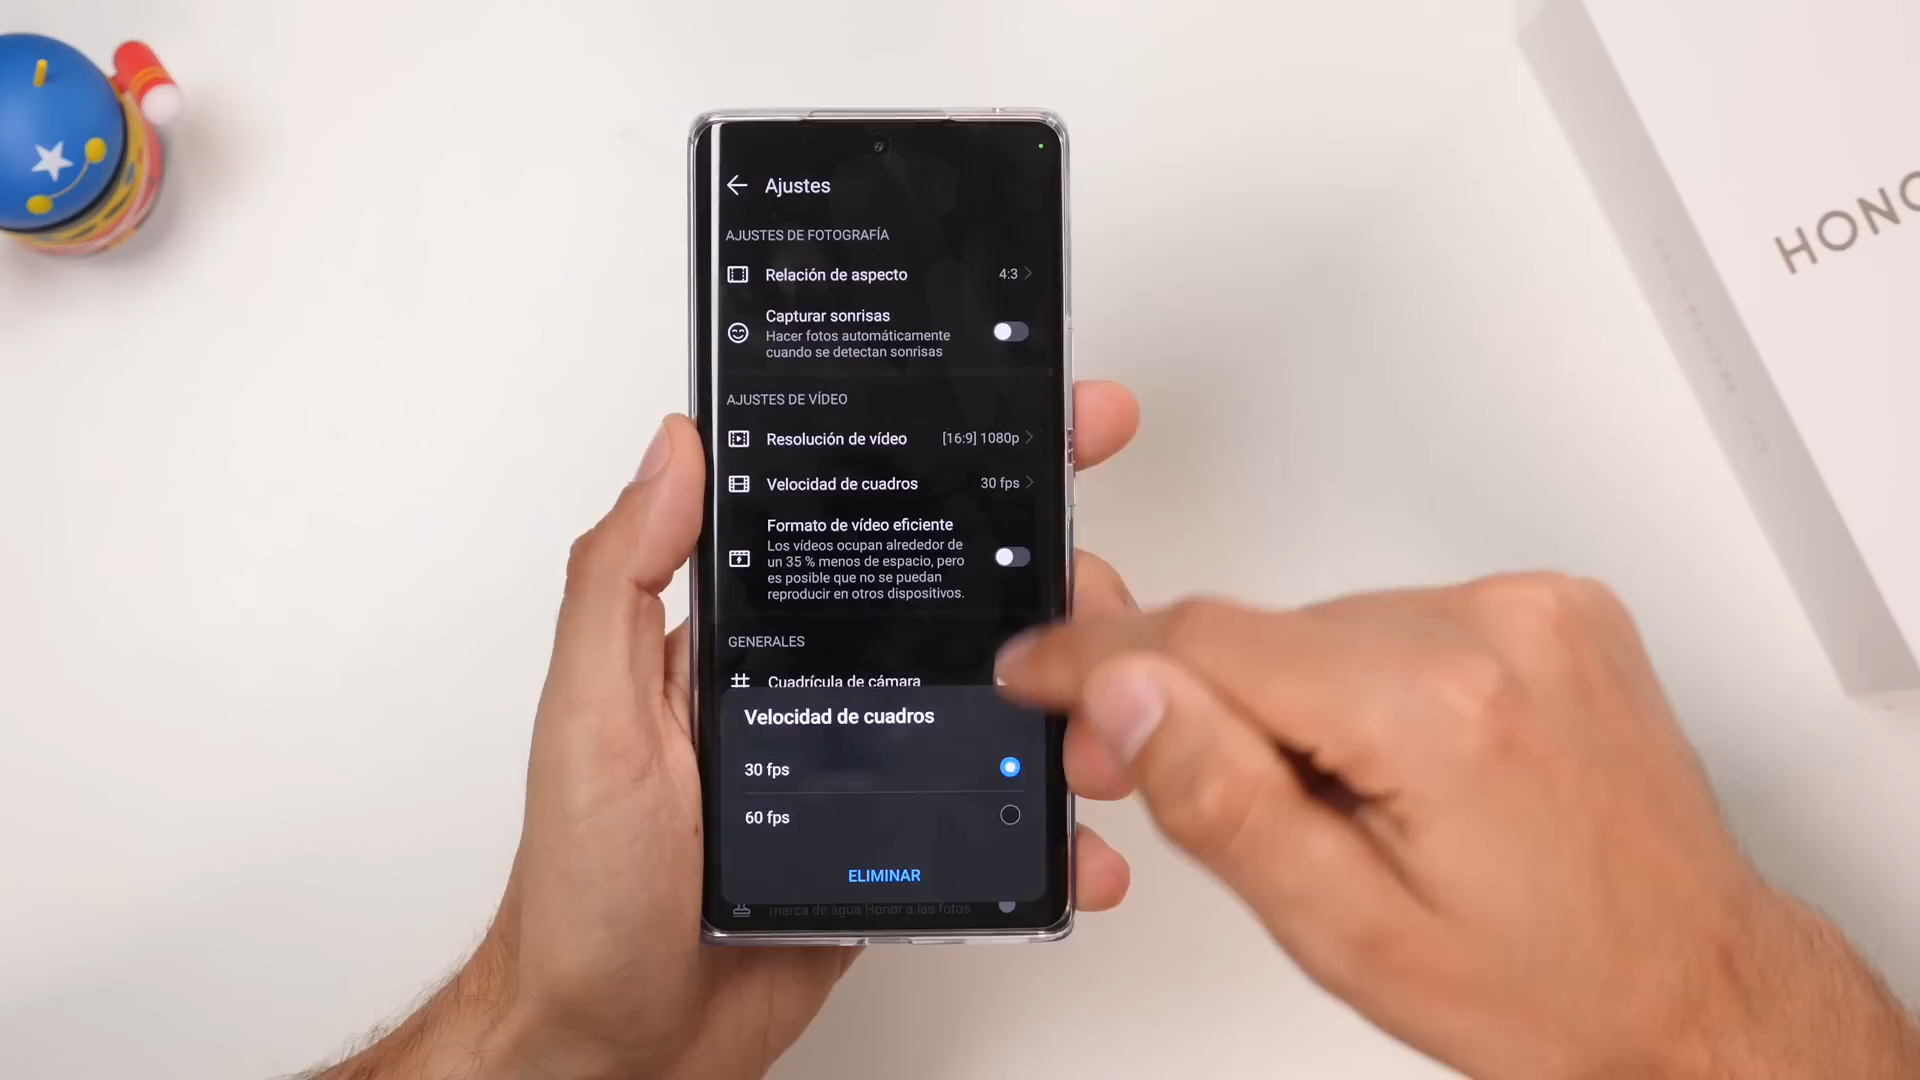 Ajustes
AJUSTES DE FOTOGRAFÍA
Relación de aspecto 4:3
Capturar sonrisas
Hacer fotos automáticamente
cuando se detectan sonrisas
AJUSTES DE VÍDEO
Resolución de vídeo [16:9] 1080p
Velocidad de cuadros 30 fps
Formato de vídeo eficiente
Los vídeos ocupan alrededor de
un 35 % menos de espacio, pero
es posible que no se puedan
reproducir en otros dispositivos.
GENERALES
Cuadrícula de cámara
Velocidad de cuadros
30 fps
60 fps
ELIMINAR
marca de agua Honor a las fotos
HONO